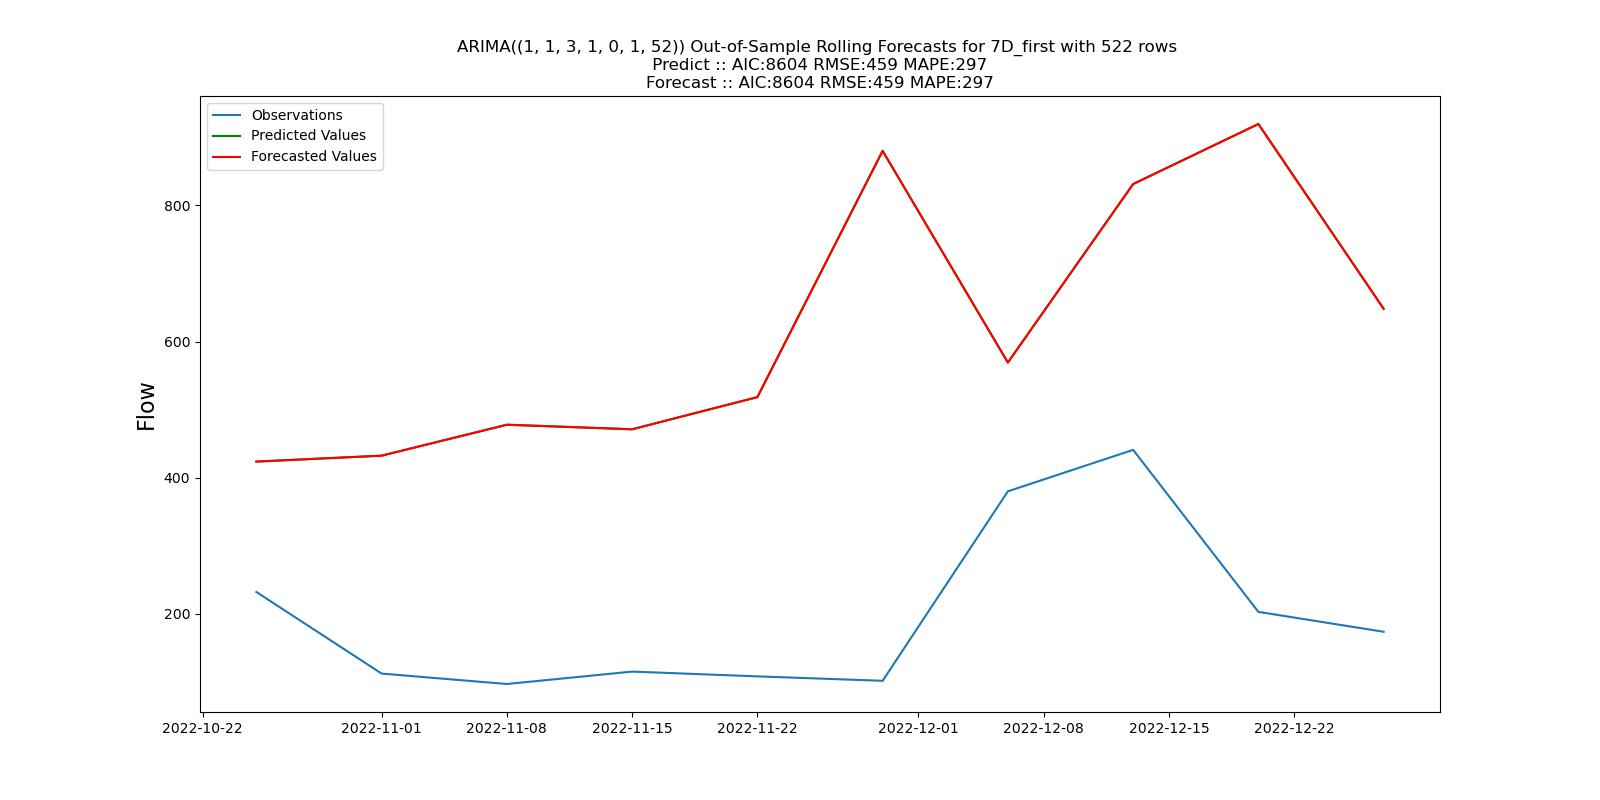 ARIMA((1, 1, 3, 1, 0, 1, 52)) Out-of-Sample Rolling Forecasts for 7D_first with 522 rows
Predict :: AIC:8604 RMSE:459 MAPE:297
Forecast :: AIC:8604 RMSE:459 MAPE:297
Observations
Predicted Values
Forecasted Values
Flow
800
600
400
200
2022-10-22 2022-11-01 2022-11-08 2022-11-15 2022-11-22 2022-12-01 2022-12-08 2022-12-15 2022-12-22